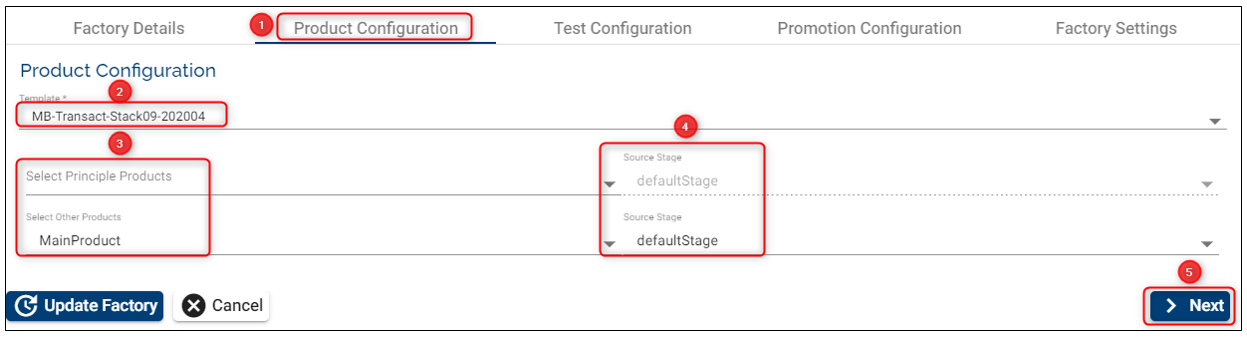 Factory Details
1
Product Configuration
Test Configuration
Promotion Configuration
Factory Settings
Product Configuration
2
Template *
MB-Transact-Stack09-202004
3
4
Select Principle Products
Source Stage
defaultStage
Select Other Products
MainProduct
Source Stage
defaultStage
5
Update Factory
Cancel
Next